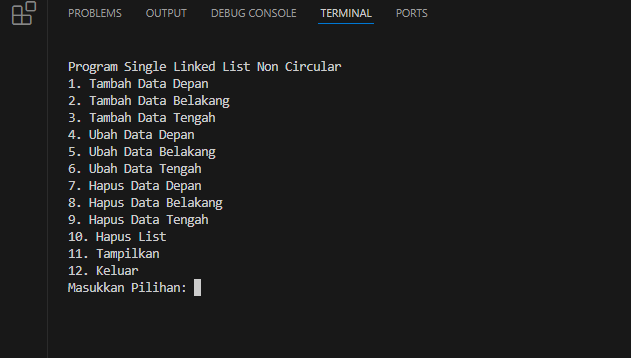 PROBLEMS OUTPUT DEBUG CONSOLE TERMINAL PORTS
Program Single Linked List Non Circular
1. Tambah Data Depan
2. Tambah Data Belakang
3. Tambah Data Tengah
4. Ubah Data Depan
5. Ubah Data Belakang
6. Ubah Data Tengah
7. Hapus Data Depan
8. Hapus Data Belakang
9. Hapus Data Tengah
10. Hapus List
11. Tampilkan
12. Keluar
Masukkan Pilihan: